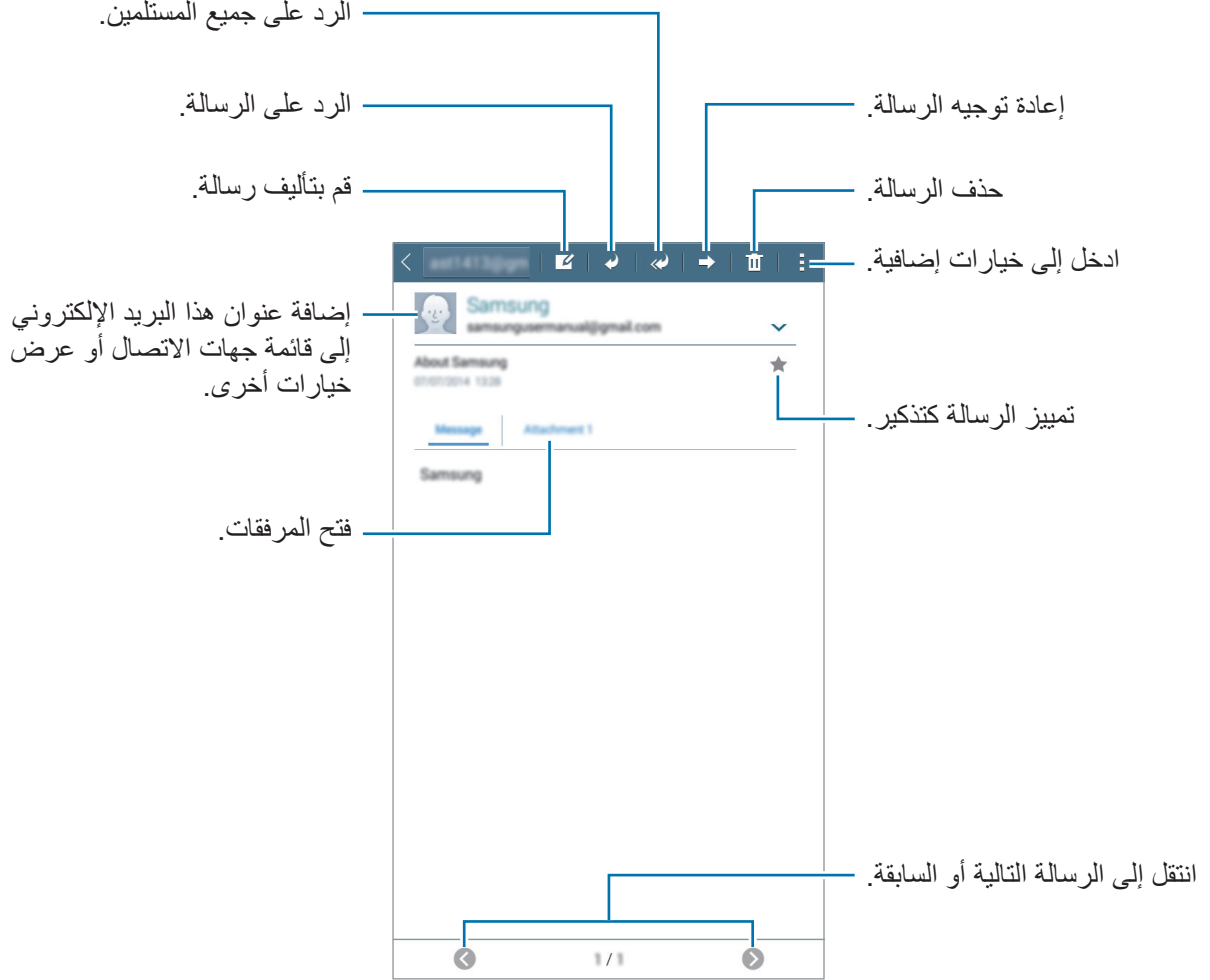 الرد على جميع المستلمين.
الرد على الرسالة.
إعادة توجيه الرسالة.
قم بتأليف رسالة.
حذف الرسالة.
ادخل إلى خيارات إضافية.
إضافة عنوان هذا البريد الإلكتروني
إلى قائمة جهات الاتصال أو عرض
خيارات أخرى.
Samsung
samsungusermanual@gmail.com
About Samsung
07/07/2014 13:28
تمييز الرسالة كتذكير.
Message
Attachment 1
Samsung
فتح المرفقات.
انتقل إلى الرسالة التالية أو السابقة.
1 / 1